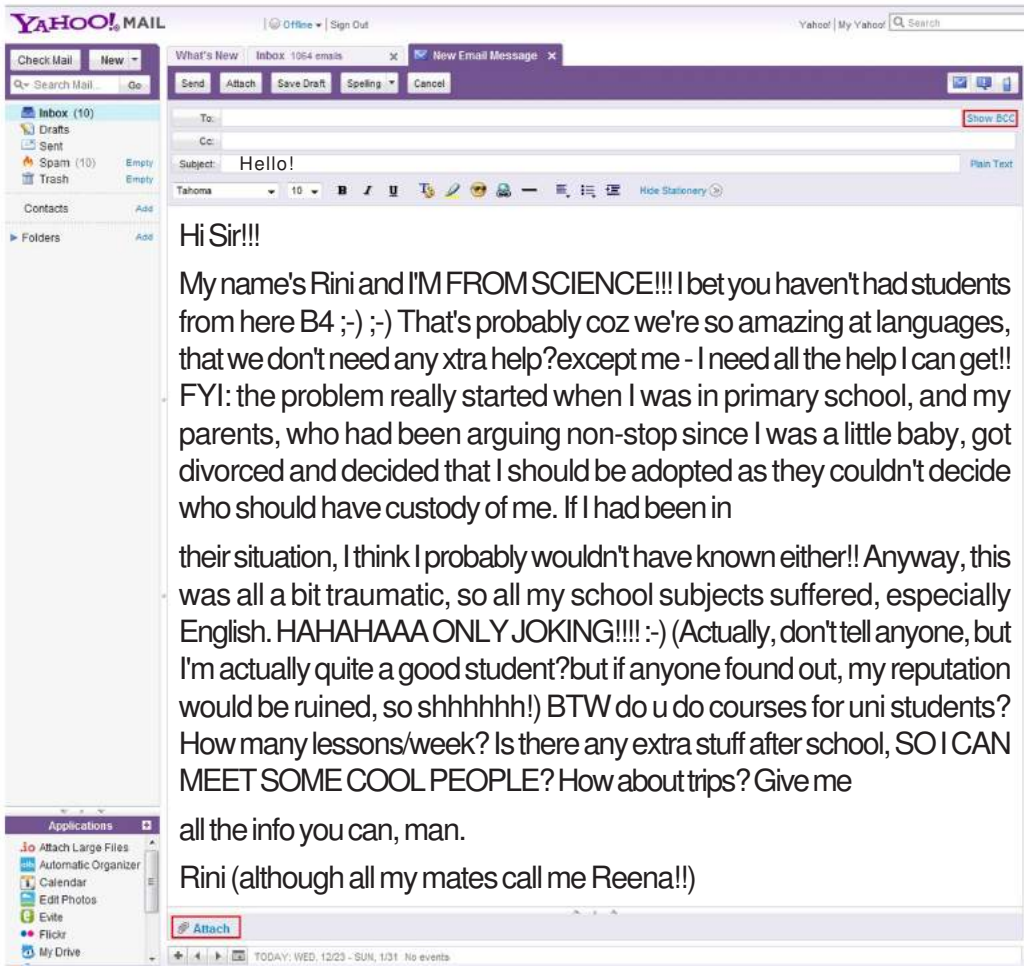 YAHOO! MAIL
Offline | Sign Out
Yahoo! | My Yahoo!
Search
Check Mail
New
What's New
Inbox 1064 emails x
New Email Message x
Search Mail...
Go
Send
Attach
Save Draft
Spelling
Cancel
Inbox (10)
Drafts
Sent
Spam (10) Empty
Trash Empty
Contacts Add
Folders Add
To:
Show BCC
Cc:
Subject: Hello!
Plain Text
Tahoma 10 B I U
Hide Stationery
Hi Sir!!!
My name's Rini and I'M FROM SCIENCE!!! I bet you haven't had students
from here B4 ;-) ;-) That's probably coz we're so amazing at languages,
that we don't need any xtra help?except me - I need all the help I can get!!
FYI: the problem really started when I was in primary school, and my
parents, who had been arguing non-stop since I was a little baby, got
divorced and decided that I should be adopted as they couldn't decide
who should have custody of me. If I had been in
their situation, I think I probably wouldn't have known either!! Anyway, this
was all a bit traumatic, so all my school subjects suffered, especially
English. HAHAHAAA ONLY JOKING!!!! :-) (Actually, don't tell anyone, but
I'm actually quite a good student?but if anyone found out, my reputation
would be ruined, so shhhhhh!) BTW do u do courses for uni students?
How many lessons/week? Is there any extra stuff after school, SO I CAN
MEET SOME COOL PEOPLE? How about trips? Give me
all the info you can, man.
Rini (although all my mates call me Reena!!)
Applications
Attach Large Files
Automatic Organizer
Calendar
Edit Photos
Evite
Flickr
My Drive
Attach
TODAY: WED, 12/23 - SUN, 1/31 No events